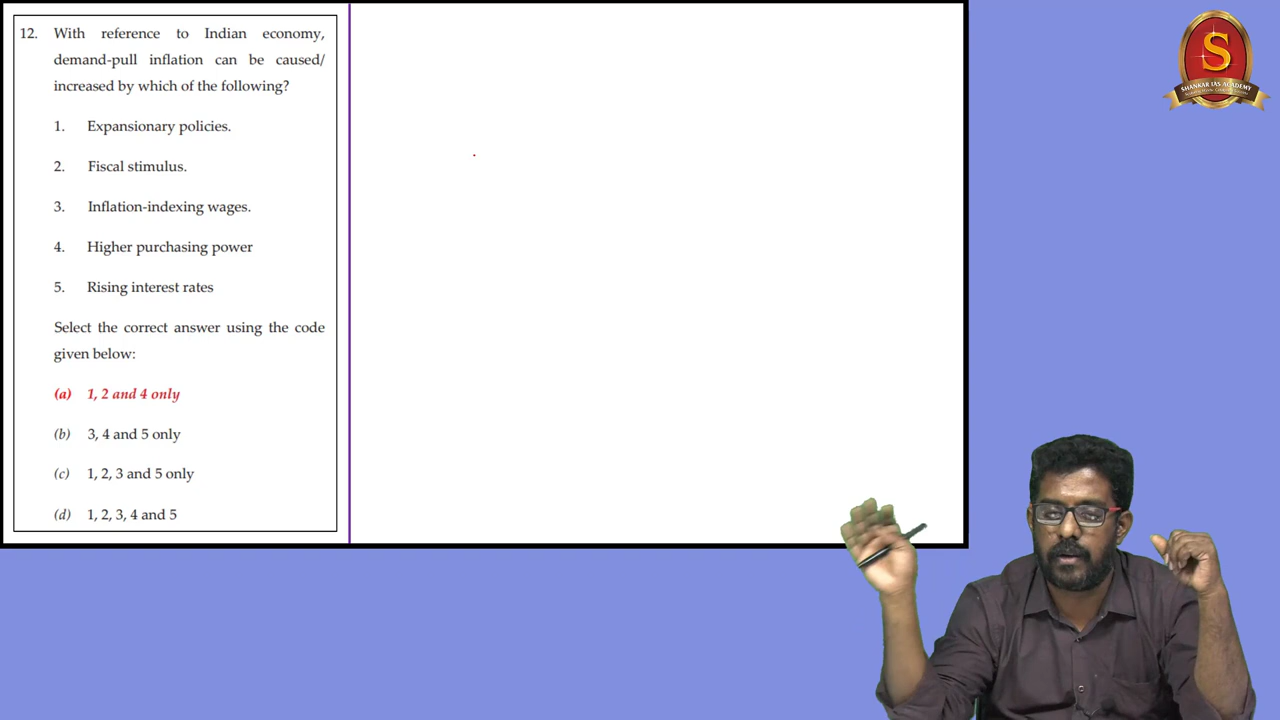 12. With reference to Indian economy,
demand-pull inflation can be caused/
increased by which of the following?
1. Expansionary policies.
2. Fiscal stimulus.
3. Inflation-indexing wages.
4. Higher purchasing power
5. Rising interest rates
Select the correct answer using the code
given below:
(a) 1, 2 and 4 only
(b) 3, 4 and 5 only
(c) 1, 2, 3 and 5 only
(d) 1, 2, 3, 4 and 5
S
SHANKAR IAS ACADEMY